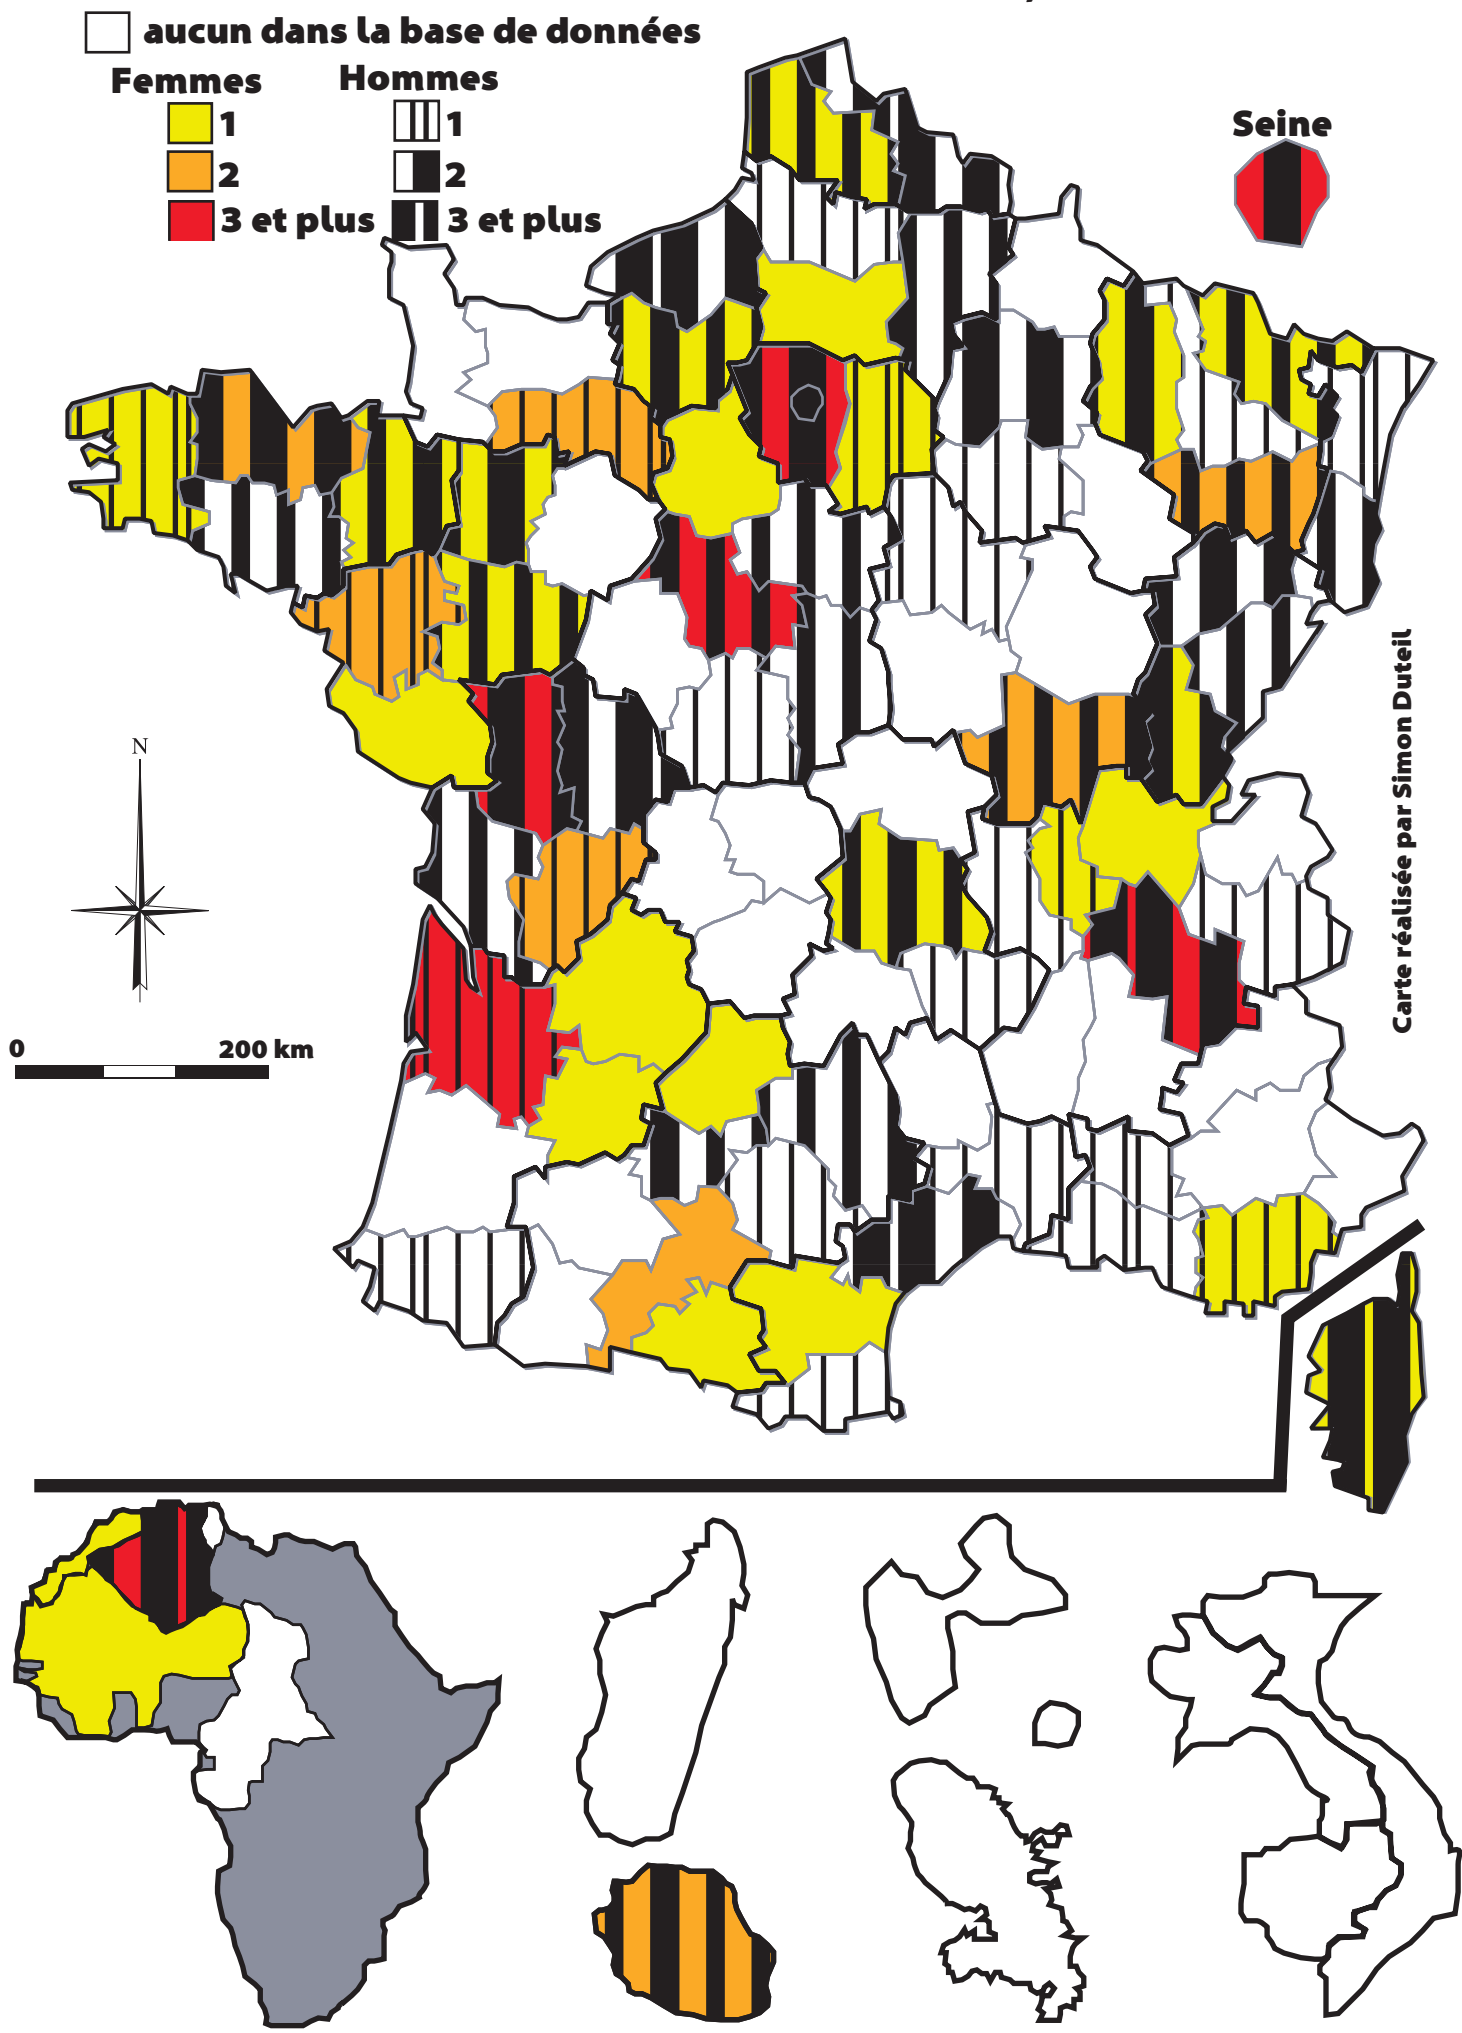 aucun dans la base de données
Femmes Hommes
1 1
2 2
3 et plus 3 et plus
Seine
N
0 200 km
Carte réalisée par Simon Duteil